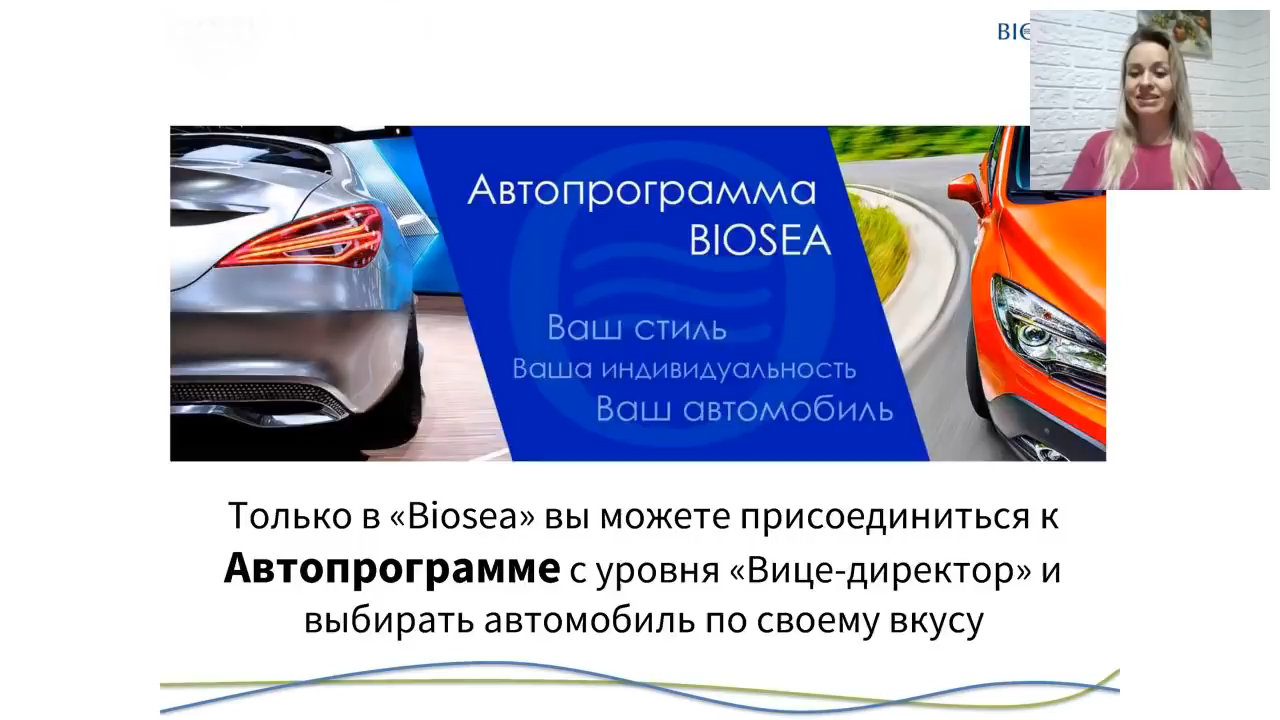 Автопрограмма
BIOSEA
Ваш стиль
Ваша индивидуальность
Ваш автомобиль
Только в «Biosea» вы можете присоединиться к
Автопрограмме с уровня «Вице-директор» и
выбирать автомобиль по своему вкусу